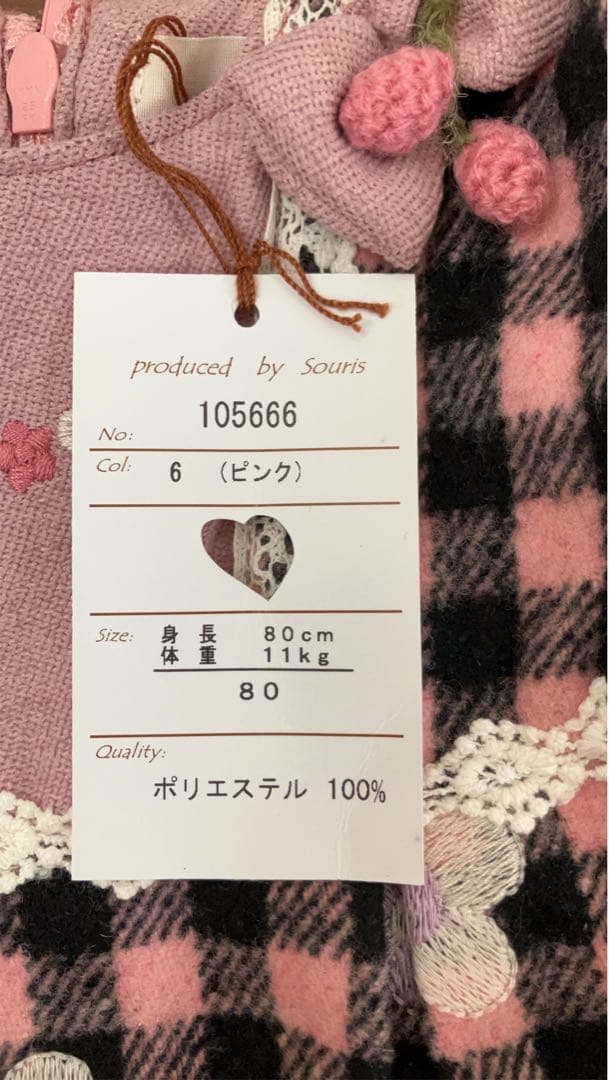 produced by Souris
No: 105666
Col: 6 (ピンク)
Size: 身長 80cm
体重 11kg
80
Quality:
ポリエステル 100%